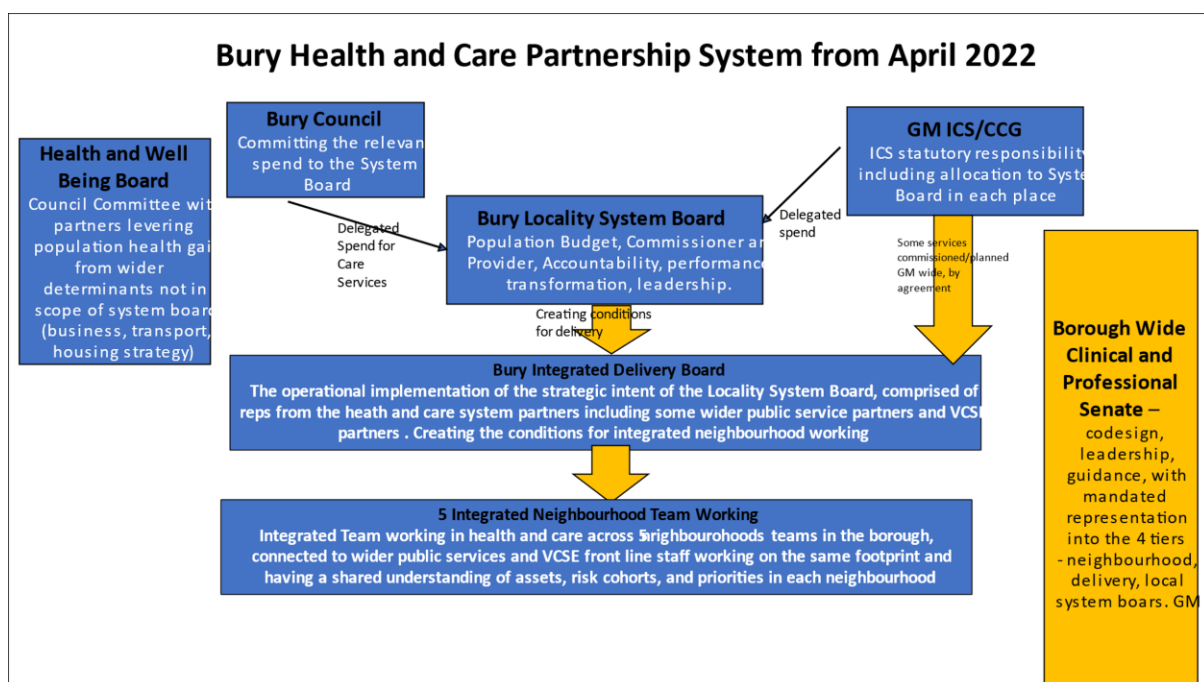 Bury Health and Care Partnership System from April 2022
Health and Well
Being Board
Council Committee with
partners levering
population health gain
from wider
determinants not in
scope of system board
(business, transport,
housing strategy)
Bury Council
Committing the relevan
spend to the System
Board
Delegated
Spend for
Care
Services
Bury Locality System Board
Population Budget, Commissioner an
Provider, Accountability, performance
transformation, leadership.
Delegated
spend
GM ICS/CCG
ICS statutory responsibility
including allocation to Syste
Board in each place
Some services
commissioned/planned
GM wide, by
agreement
Creating conditions
for delivery
Bury Integrated Delivery Board
The operational implementation of the strategic intent of the Locality System Board, comprised of
reps from the heath and care system partners including some wider public service partners and VCSE
partners . Creating the conditions for integrated neighbourhood working
5 Integrated Neighbourhood Team Working
Integrated Team working in health and care across 5 neighbourohoods teams in the borough,
connected to wider public services and VCSE front line staff working on the same footprint and
having a shared understanding of assets, risk cohorts, and priorities in each neighbourhood
Borough Wide
Clinical and
Professional
Senate –
codesign,
leadership,
guidance, with
mandated
representation
into the 4 tiers
- neighbourhood,
delivery, local
system boars. GM